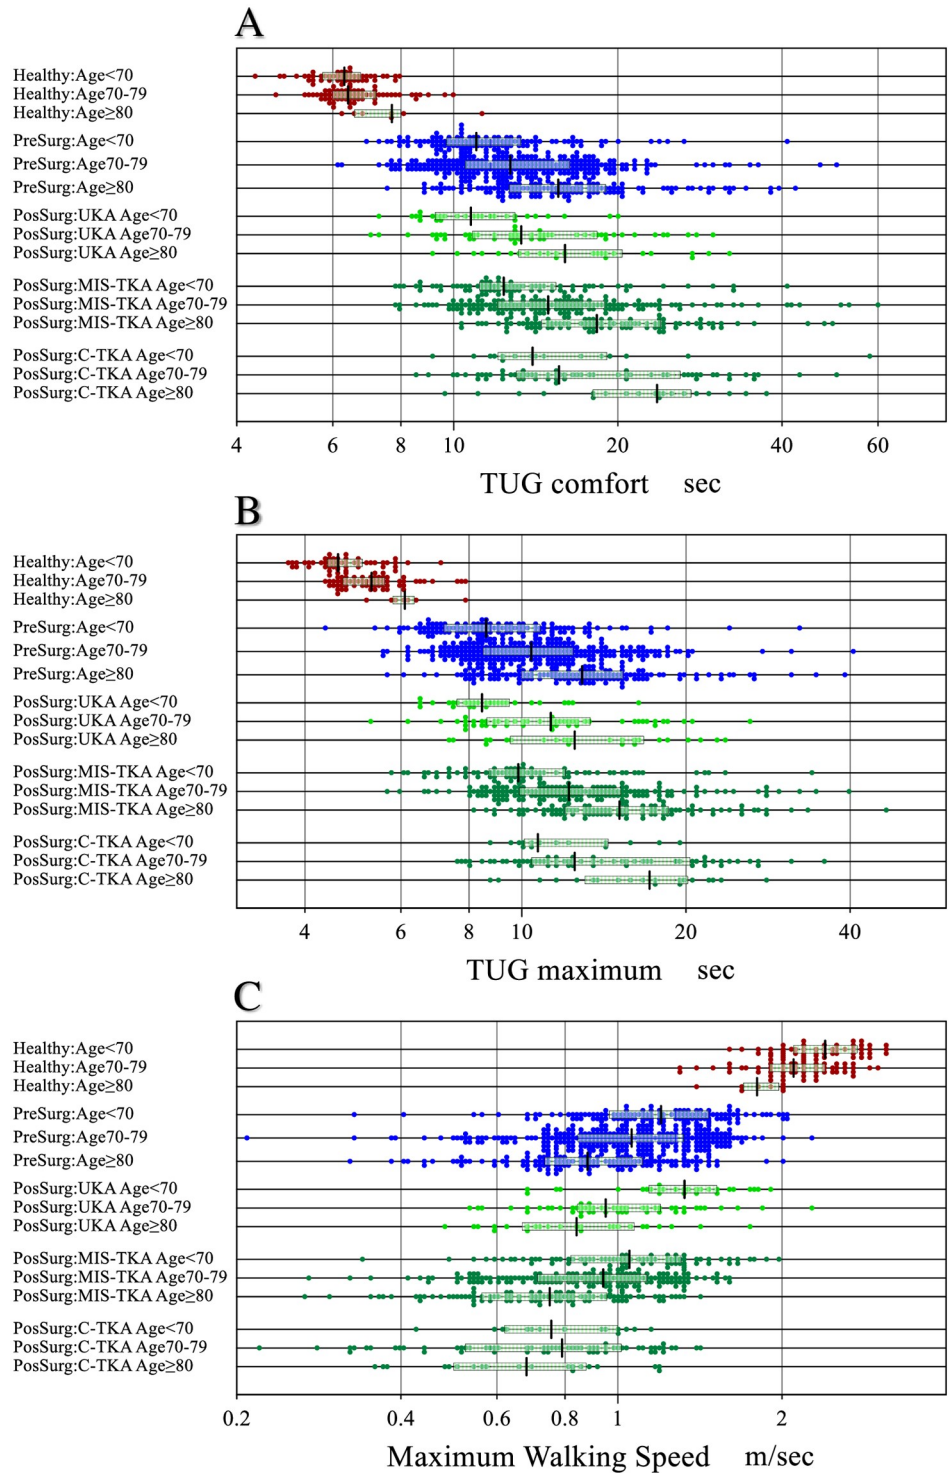 A
Healthy:Age<70
Healthy:Age70-79
Healthy:Age≥80
PreSurg:Age<70
PreSurg:Age70-79
PreSurg:Age≥80
PosSurg:UKA Age<70
PosSurg:UKA Age70-79
PosSurg:UKA Age≥80
PosSurg:MIS-TKA Age<70
PosSurg:MIS-TKA Age70-79
PosSurg:MIS-TKA Age≥80
PosSurg:C-TKA Age<70
PosSurg:C-TKA Age70-79
PosSurg:C-TKA Age≥80
4 6 8 10 20 40 60
TUG comfort sec
B
Healthy:Age<70
Healthy:Age70-79
Healthy:Age≥80
PreSurg:Age<70
PreSurg:Age70-79
PreSurg:Age≥80
PosSurg:UKA Age<70
PosSurg:UKA Age70-79
PosSurg:UKA Age≥80
PosSurg:MIS-TKA Age<70
PosSurg:MIS-TKA Age70-79
PosSurg:MIS-TKA Age≥80
PosSurg:C-TKA Age<70
PosSurg:C-TKA Age70-79
PosSurg:C-TKA Age≥80
4 6 8 10 20 40
TUG maximum sec
C
Healthy:Age<70
Healthy:Age70-79
Healthy:Age≥80
PreSurg:Age<70
PreSurg:Age70-79
PreSurg:Age≥80
PosSurg:UKA Age<70
PosSurg:UKA Age70-79
PosSurg:UKA Age≥80
PosSurg:MIS-TKA Age<70
PosSurg:MIS-TKA Age70-79
PosSurg:MIS-TKA Age≥80
PosSurg:C-TKA Age<70
PosSurg:C-TKA Age70-79
PosSurg:C-TKA Age≥80
0.2 0.4 0.6 0.8 1 2
Maximum Walking Speed m/sec